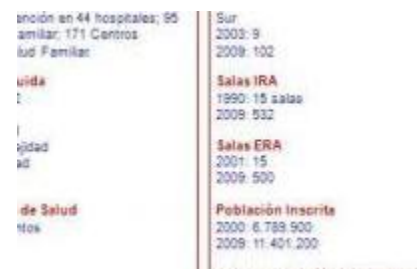 ención en 44 hospitales; 95
amiliar; 171 Centros
lud Familiar.
uida
jidad
ad
de Salud
ntos
Sur
2003: 9
2009: 102
Salas IRA
1990: 15 salas
2009: 532
Salas ERA
2001: 15
2009: 500
Población Inscrita
2000: 6.789.900
2009: 11.401.200